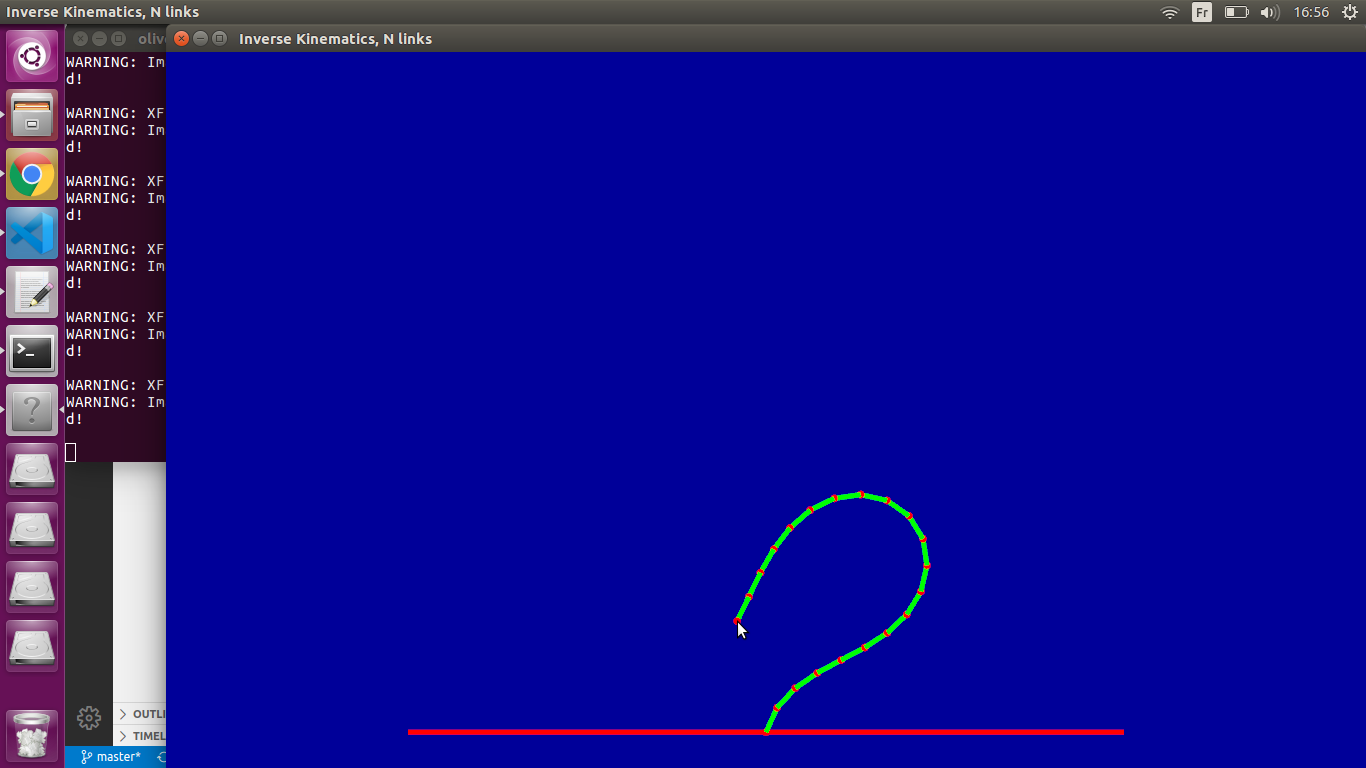 Inverse Kinematics, N links
Fr
16:56
olive
Inverse Kinematics, N links
WARNING: Im
d!
WARNING: XF
WARNING: Im
d!
WARNING: XF
WARNING: Im
d!
WARNING: XF
WARNING: Im
d!
WARNING: XF
WARNING: Im
d!
WARNING: XF
WARNING: Im
d!
>_
?
OUTLI
TIMEL
master*